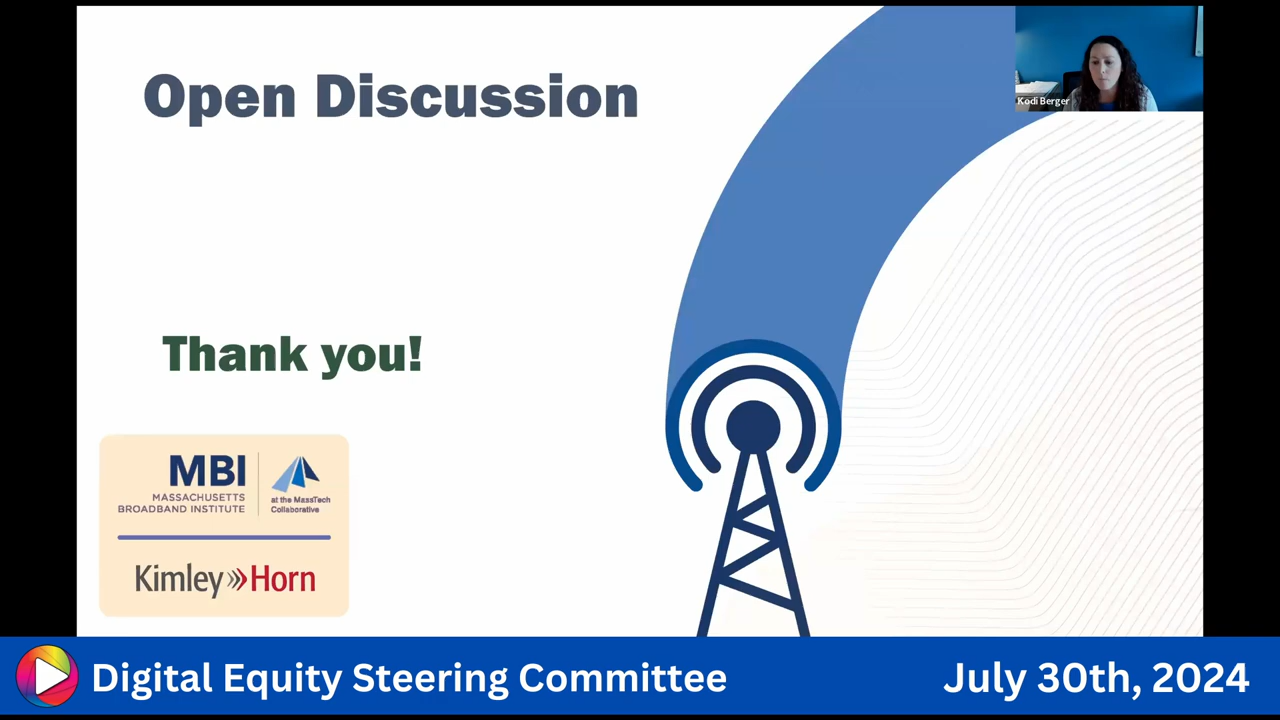 Open Discussion
Kodi Berger
Thank you!
MBI
MASSACHUSETTS
BROADBAND INSTITUTE
at the MassTech
Collaborative
Kimley»Horn
Digital Equity Steering Committee
July 30th, 2024